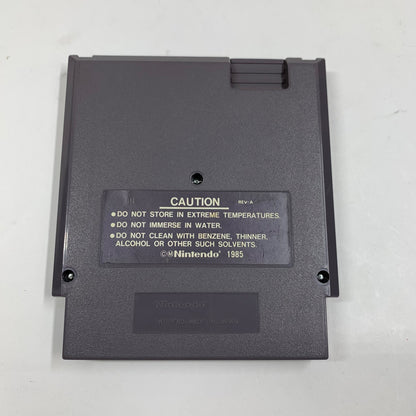 CAUTION REV-A
●DO NOT STORE IN EXTREME TEMPERATURES.
●DO NOT IMMERSE IN WATER.
●DO NOT CLEAN WITH BENZENE, THINNER,
ALCOHOL OR OTHER SUCH SOLVENTS.
©ⓂNintendo® 1985
Nintendo®